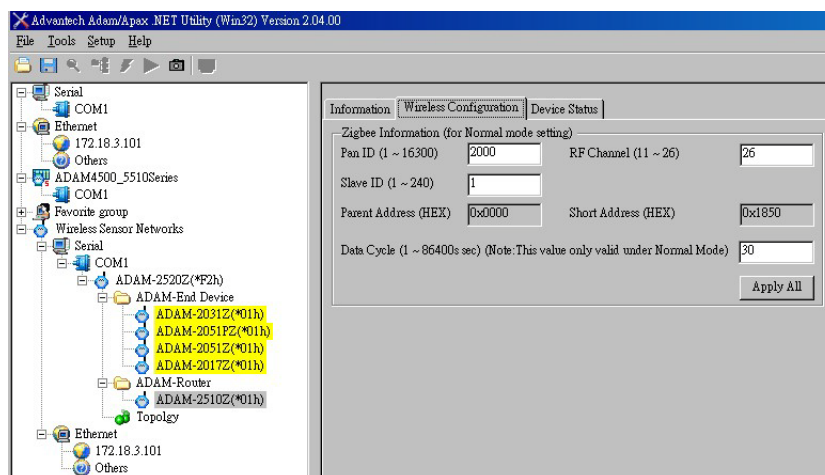 Advantech Adam/Apax .NET Utility (Win32) Version 2.04.00
File Tools Setup Help
Serial
COM1
Ethernet
172.18.3.101
Others
ADAM4500_5510Series
COM1
Favorite group
Wireless Sensor Networks
Serial
COM1
ADAM-2520Z(*F2h)
ADAM-End Device
ADAM-2031Z(*01h)
ADAM-2051PZ(*01h)
ADAM-2051Z(*01h)
ADAM-2017Z(*01h)
ADAM-Router
ADAM-2510Z(*01h)
Topolgy
Ethernet
172.18.3.101
Others
Information Wireless Configuration Device Status
Zigbee Information (for Normal mode setting)
Pan ID (1 ~ 16300) 2000 RF Channel (11 ~ 26) 26
Slave ID (1 ~ 240) 1
Parent Address (HEX) 0x0000 Short Address (HEX) 0x1850
Data Cycle (1 ~ 86400s sec) (Note:This value only valid under Normal Mode) 30
Apply All